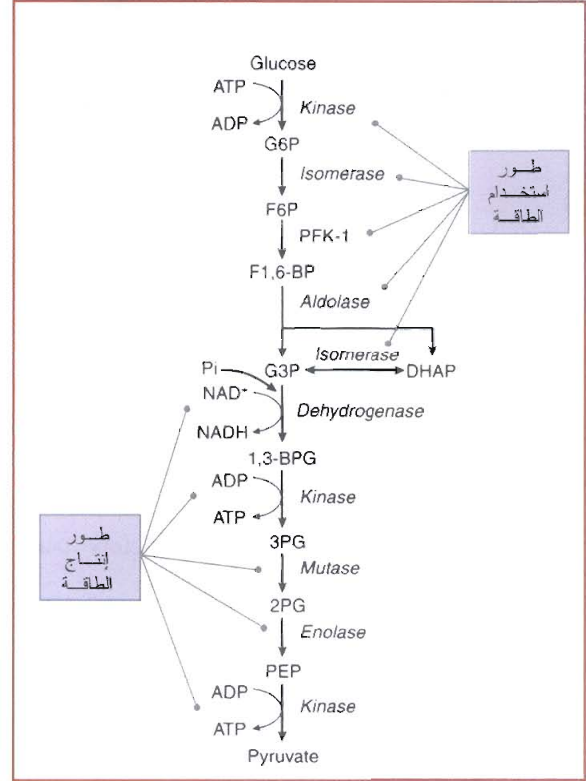 Glucose
ATP
Kinase
ADP
G6P
Isomerase
طور
استخدام
الطاقة
F6P
PFK-1
F1,6-BP
Aldolase
Isomerase
Pi
G3P
DHAP
NAD+
Dehydrogenase
NADH
1,3-BPG
ADP
Kinase
ATP
طور
إنتاج
الطاقة
3PG
Mutase
2PG
Enolase
PEP
ADP
Kinase
ATP
Pyruvate